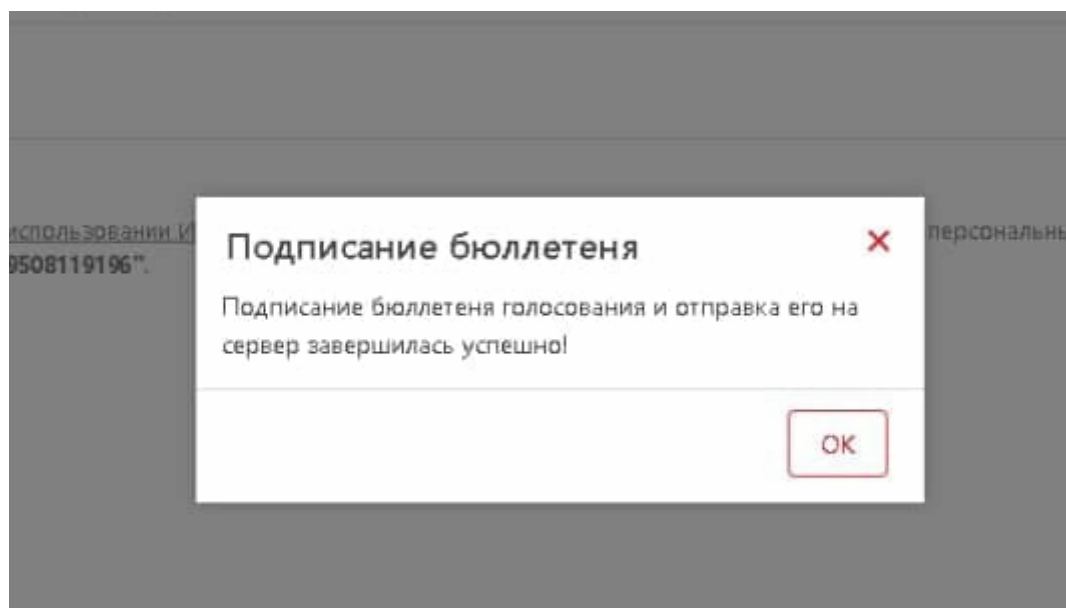 Подписание бюллетеня
использовании И
персональны
9508119196".
Подписание бюллетеня голосования и отправка его на
сервер завершилась успешно!
OK